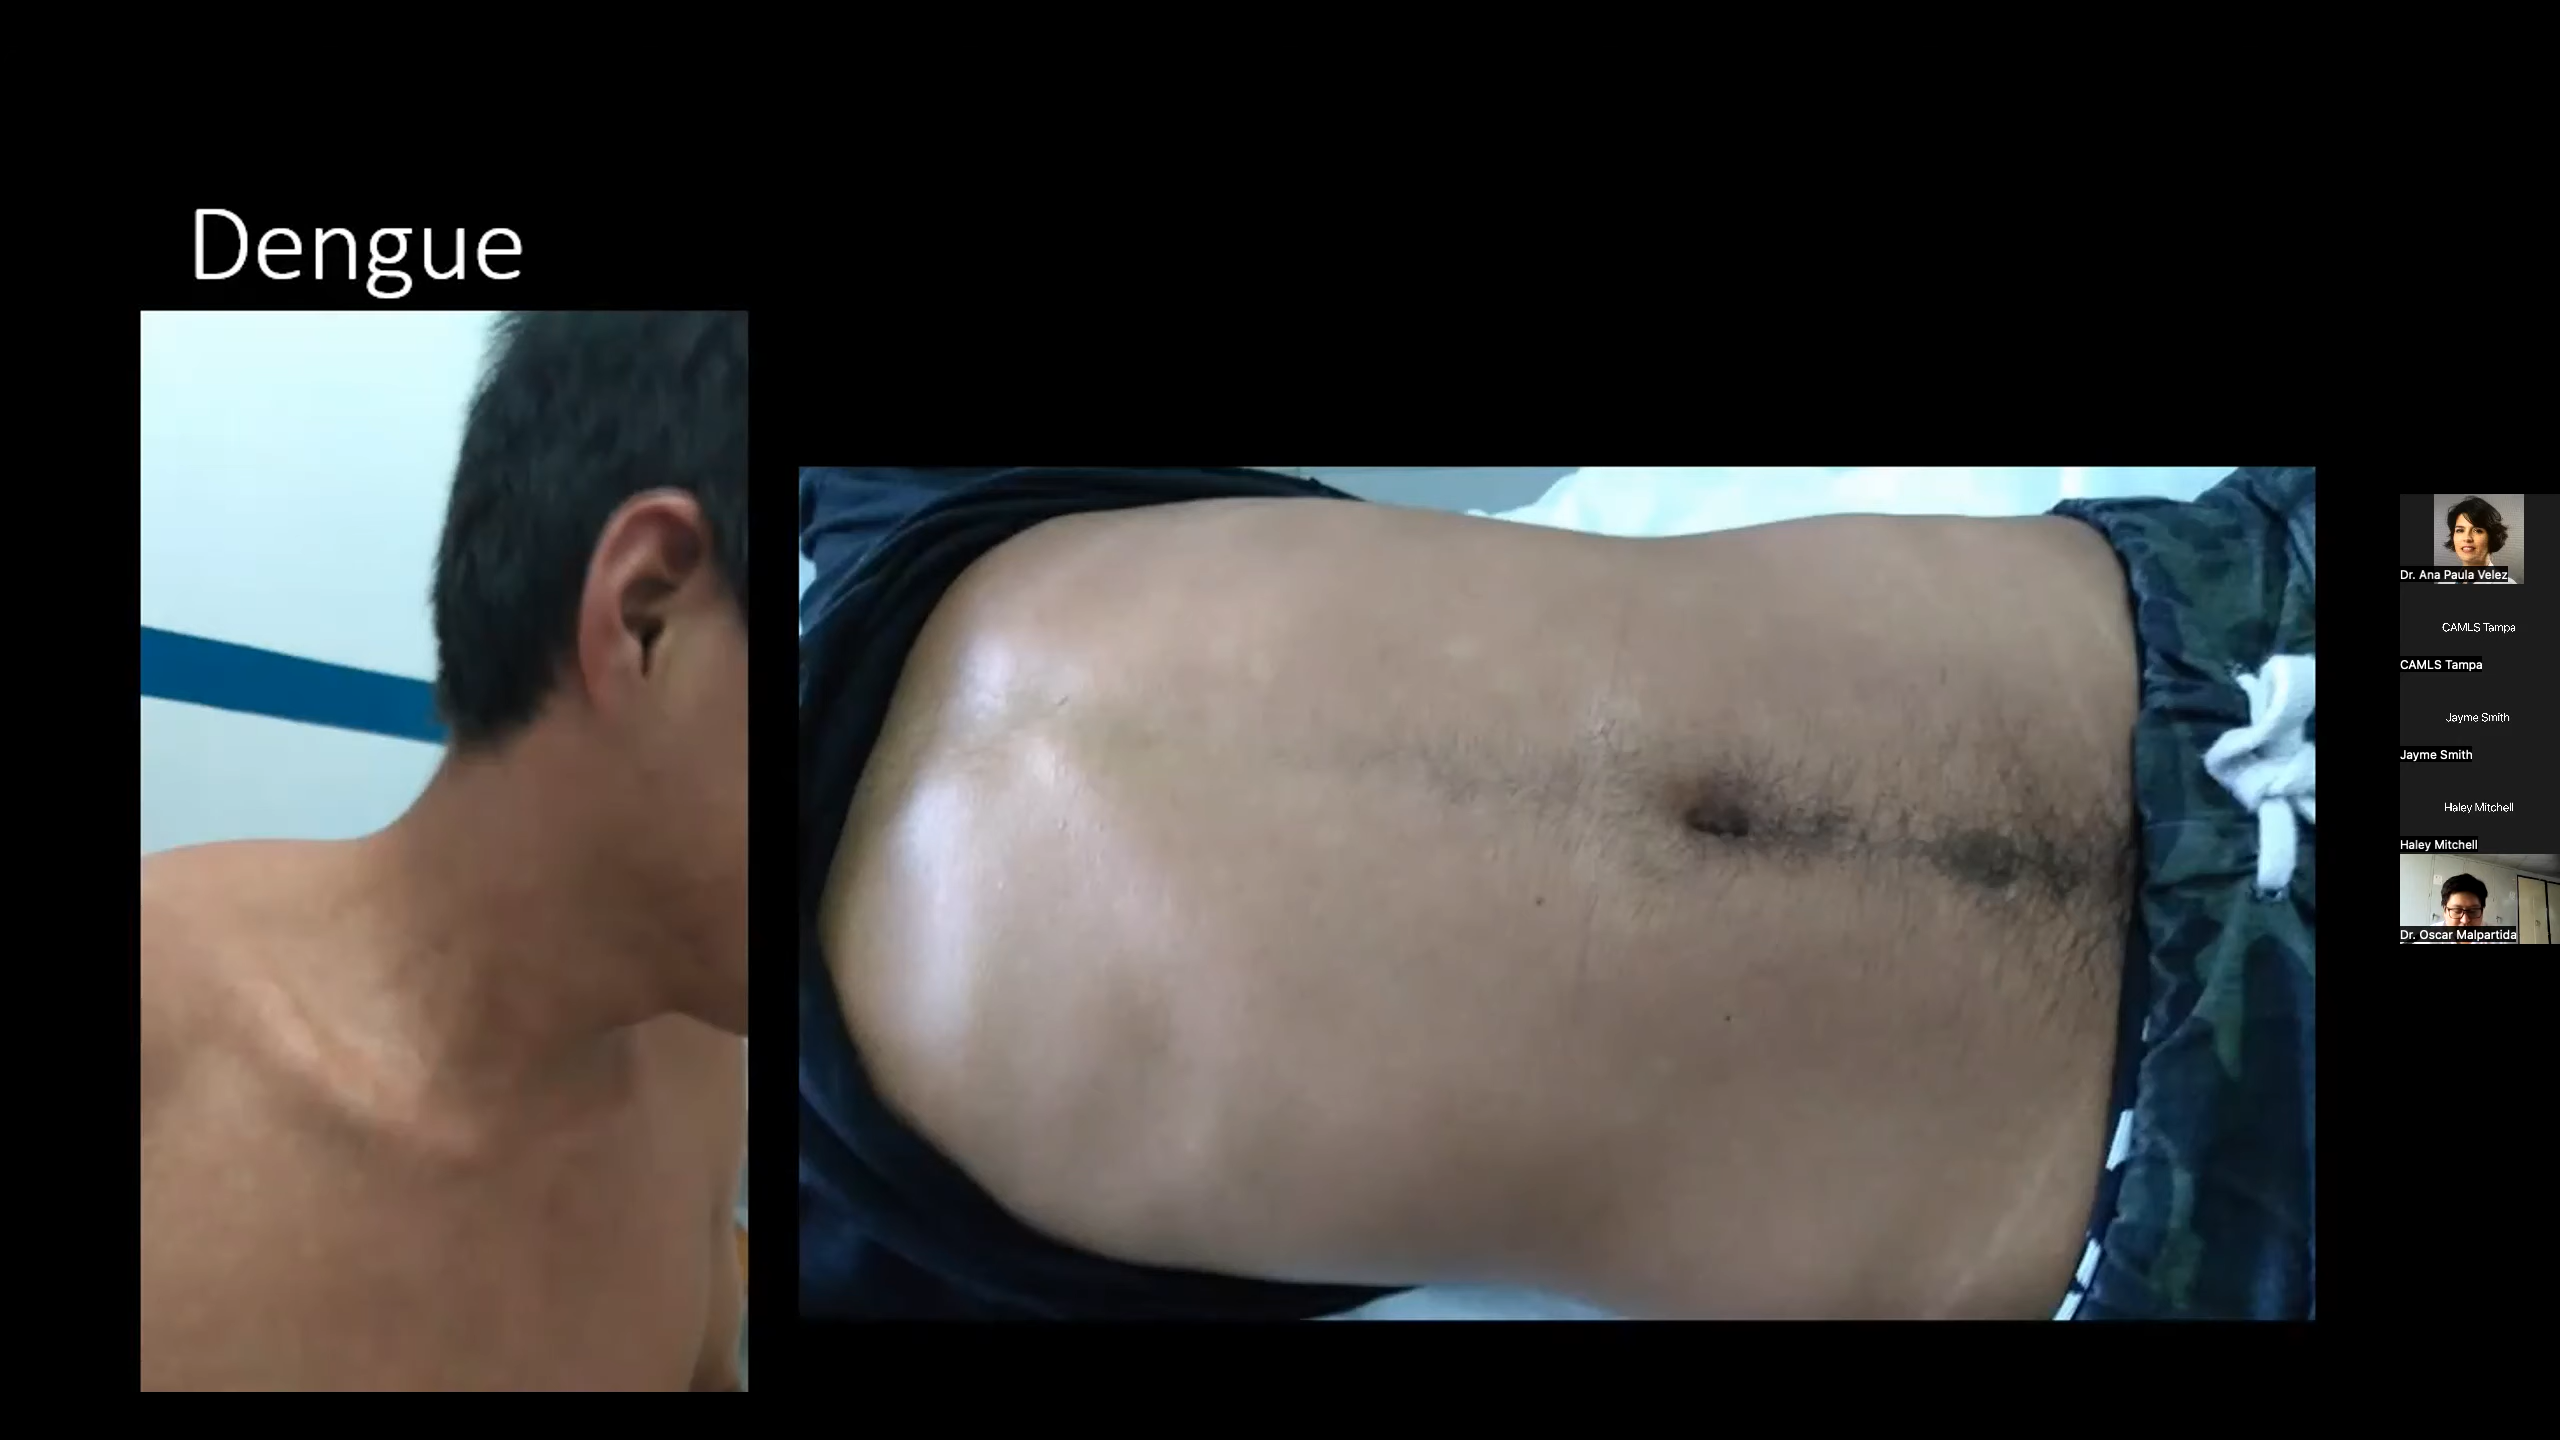 Dengue
Dr. Ana Paula Velez
CAMLS Tampa
CAMLS Tampa
Jayme Smith
Jayme Smith
Haley Mitchell
Haley Mitchell
Dr. Oscar Malpartida